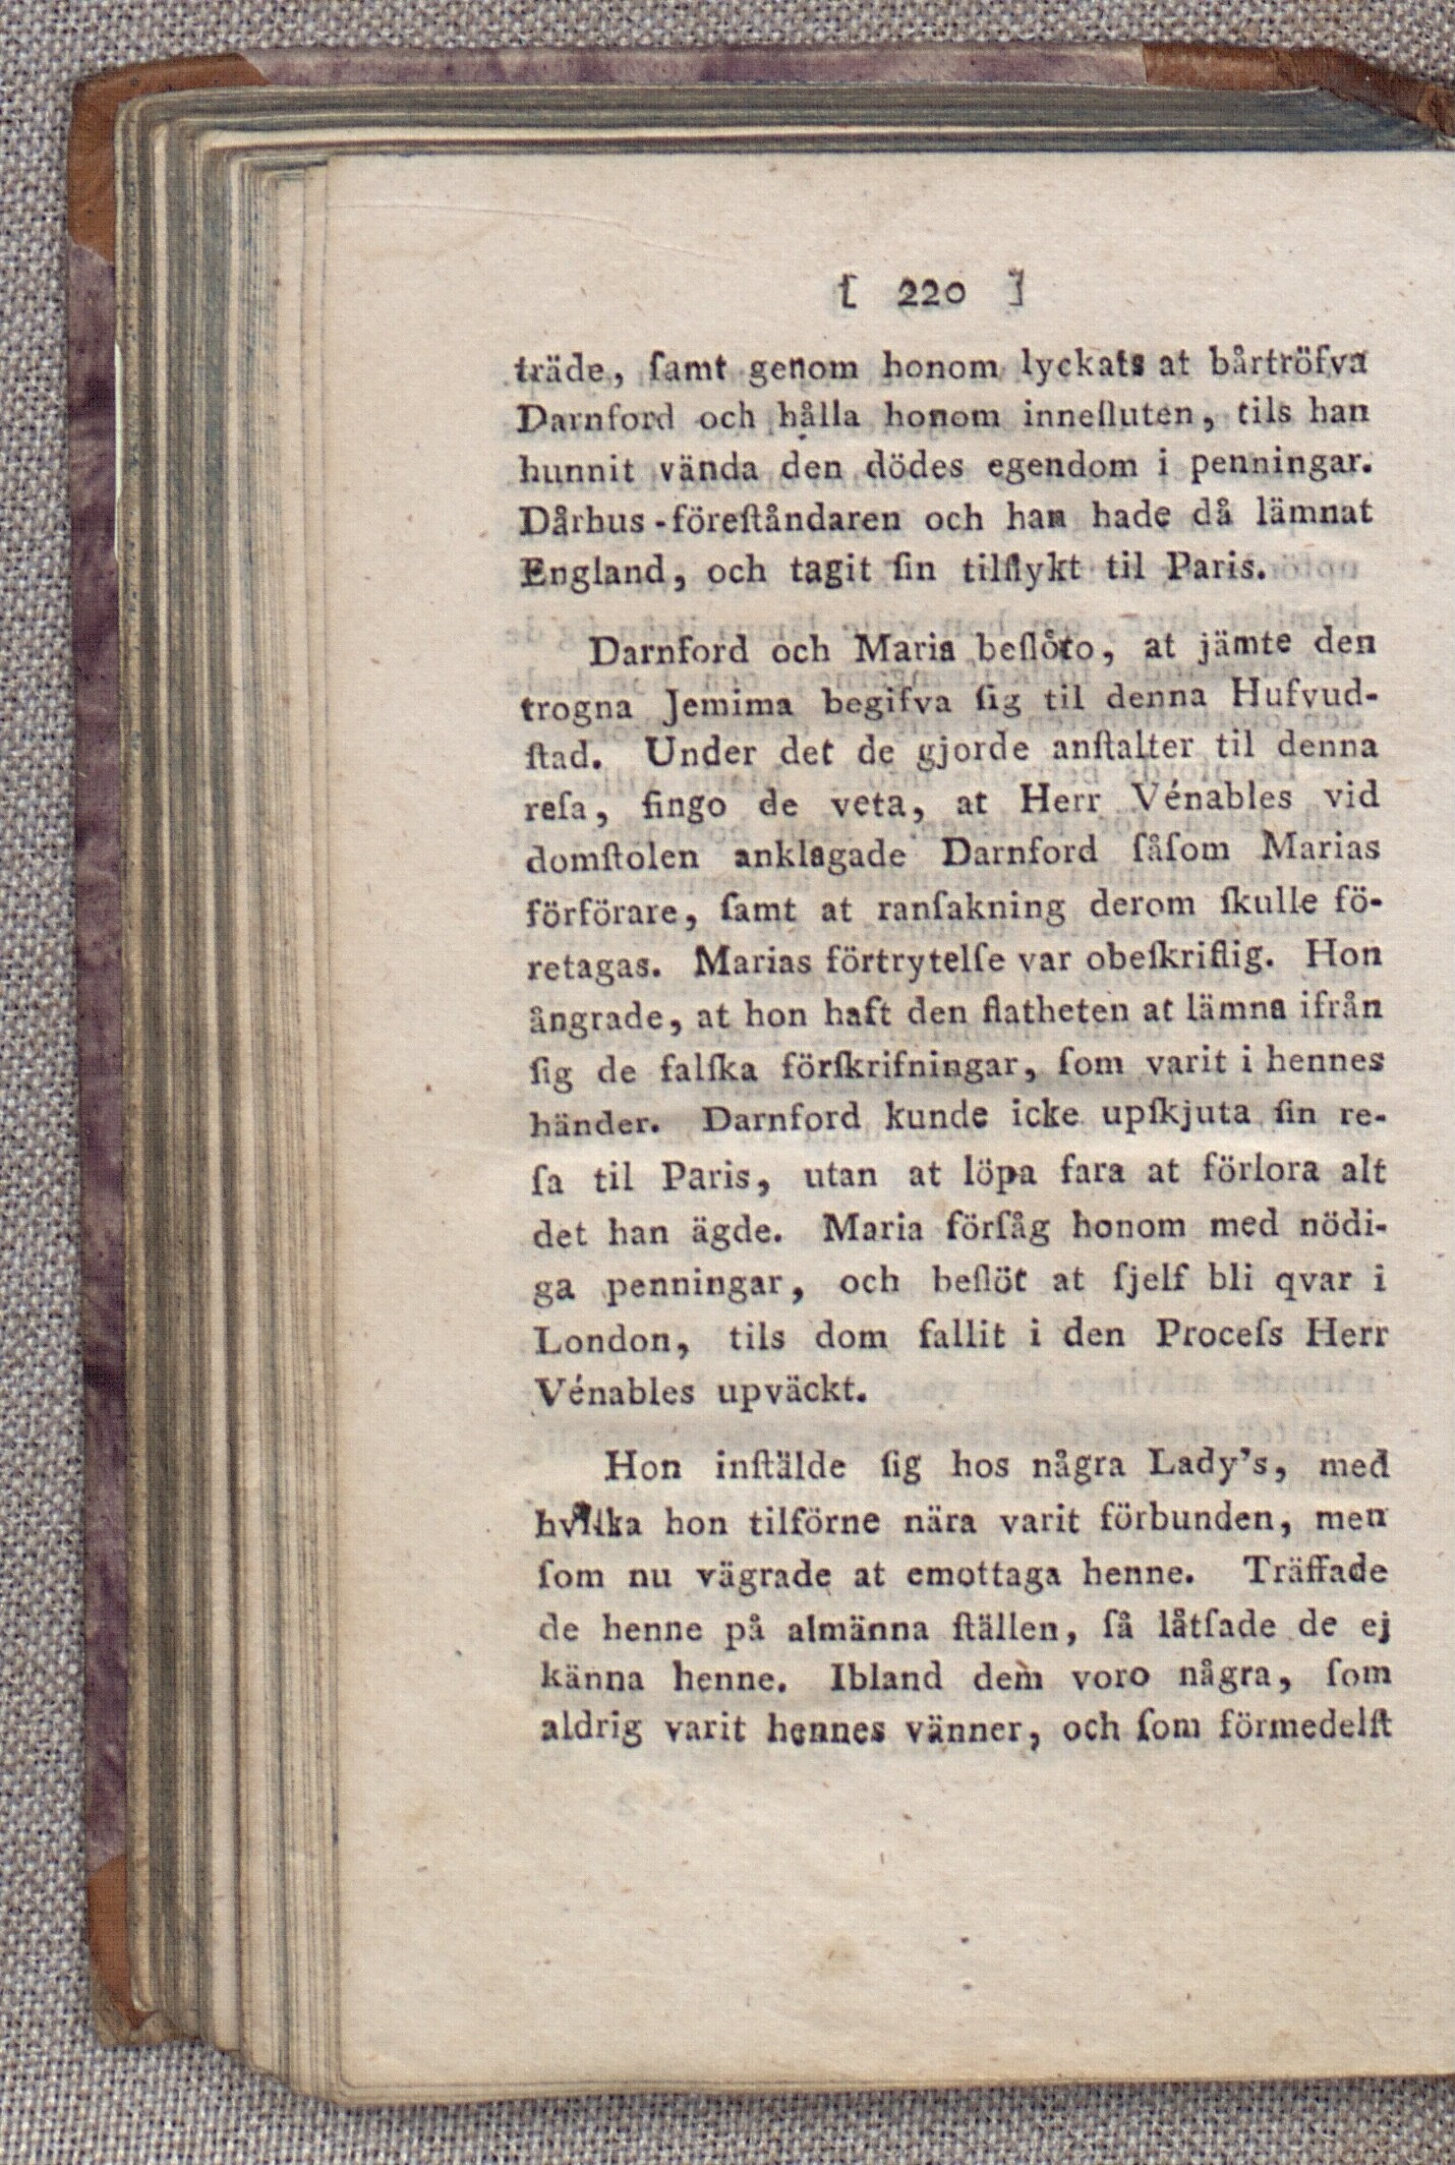 [ 220 ]
träde, ſamt genom honom lyckats at bårtröfva
Darnford och hålla honom inneſluten, tils han
hunnit vända den dödes egendom i penningar.
Dårhus-föreſtåndaren och han hade då lämnat
England, och tagit ſin tilflykt til Paris.
Darnford och Maria beſlöto, at jämte den
trogna Jemima begifva ſig til denna Hufvud-
ſtad. Under det de gjorde anſtalter til denna
reſa, fingo de veta, at Herr Vénables vid
domſtolen anklagade Darnford ſåſom Marias
förförare, ſamt at ranſakning derom ſkulle fö-
retagas. Marias förtrytelſe var obeſkriflig. Hon
ångrade, at hon haft den flatheten at lämna ifrån
ſig de falſka förſkrifningar, ſom varit i hennes
händer. Darnford kunde icke upſkjuta ſin re-
ſa til Paris, utan at löpa fara at förlora alt
det han ägde. Maria förſåg honom med nödi-
ga penningar, och beſlöt at ſjelf bli qvar i
London, tils dom fallit i den Proceſs Herr
Vénables upväckt.
Hon inſtälde ſig hos några Lady's, med
hvilka hon tilförne nära varit förbunden, men
ſom nu vägrade at emottaga henne. Träffade
de henne på almänna ſtällen, ſå låtſade de ej
känna henne. Ibland dem voro några, ſom
aldrig varit hennes vänner, och ſom förmedelſt